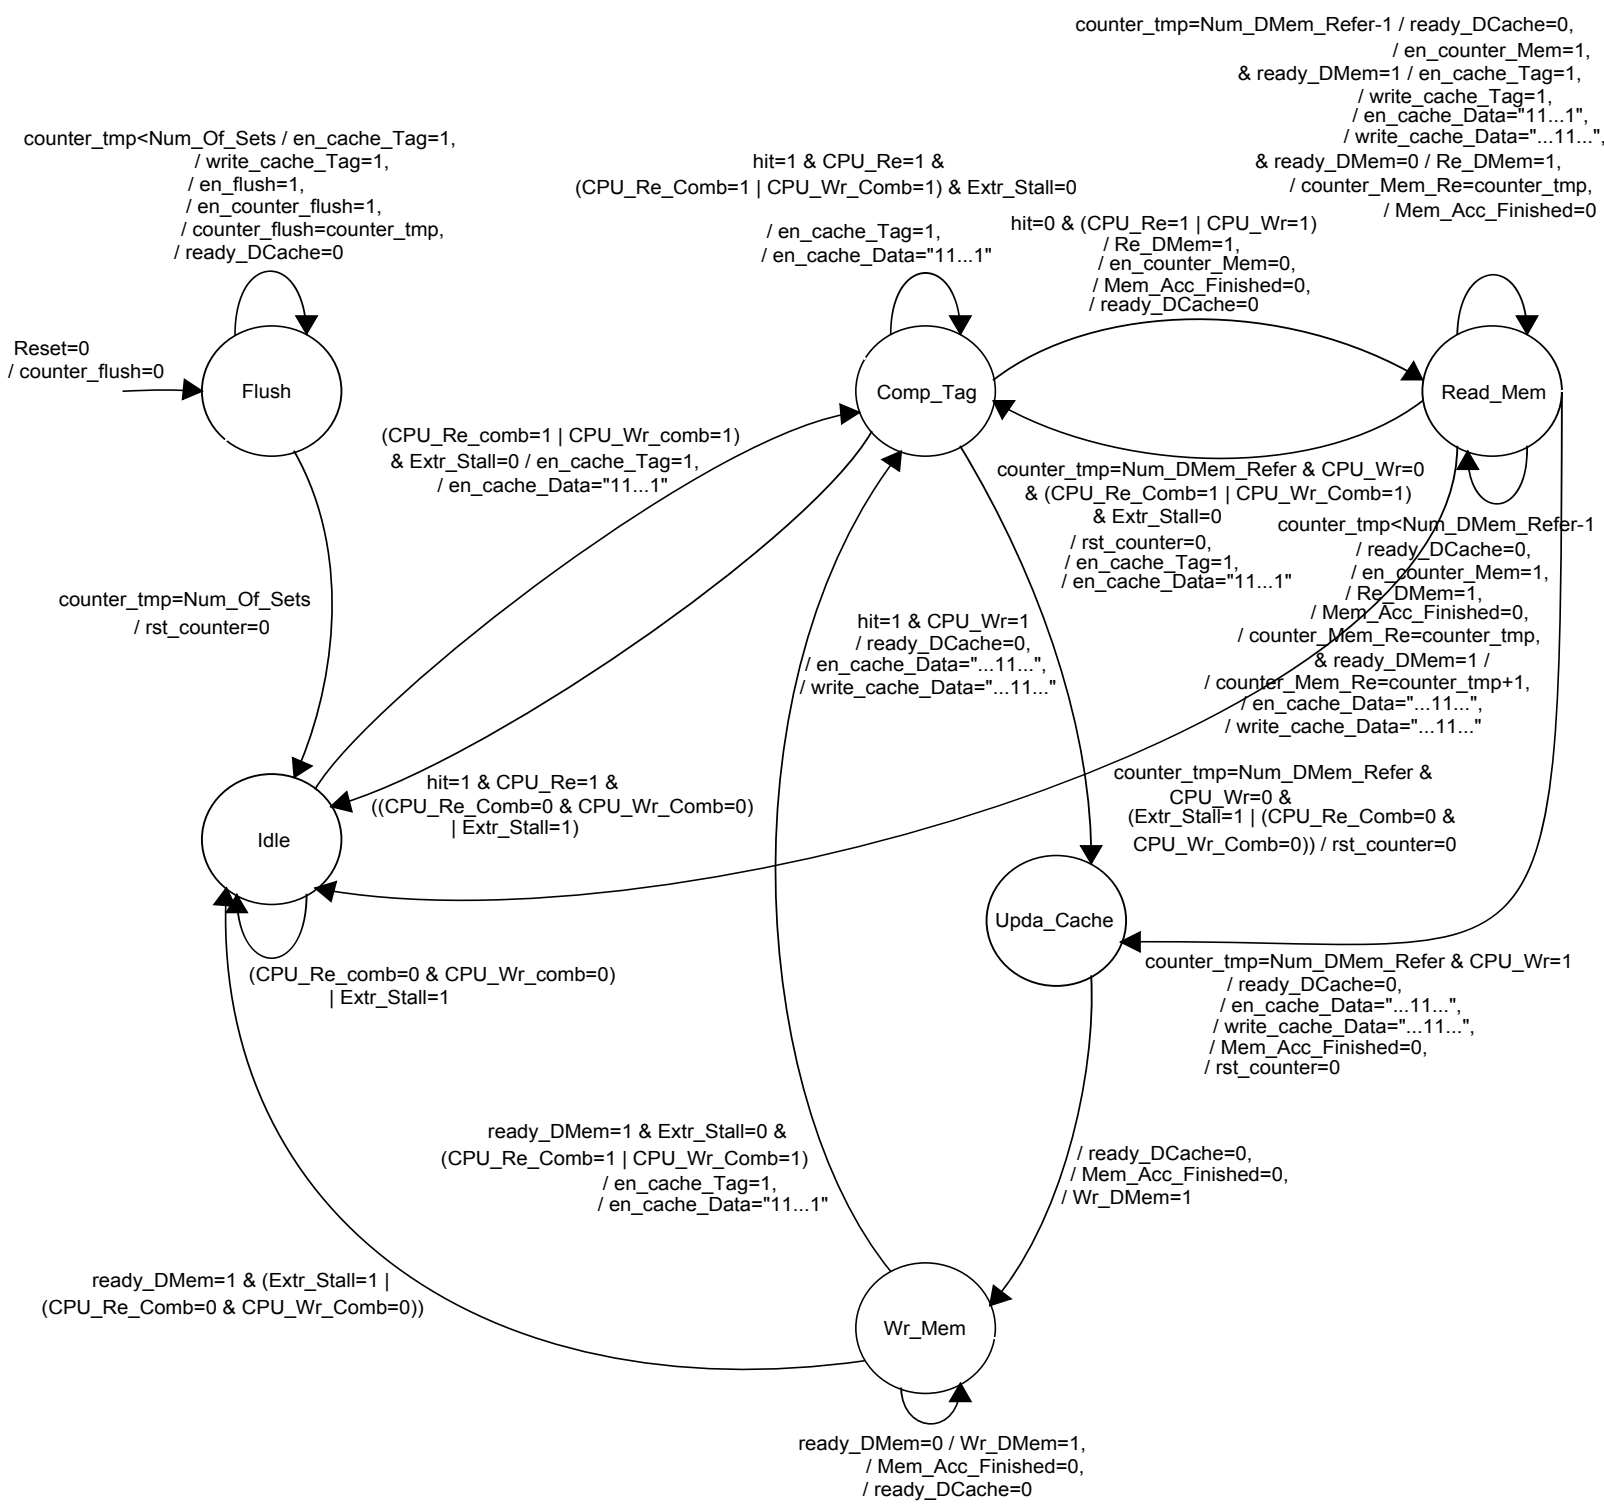 counter_tmp=Num_DMem_Refer-1 / ready_DCache=0,
/ en_counter_Mem=1,
& ready_DMem=1 / en_cache_Tag=1,
/ write_cache_Tag=1,
/ en_cache_Data="11...1",
/ write_cache_Data="...11...",
& ready_DMem=0 / Re_DMem=1,
/ counter_Mem_Re=counter_tmp,
/ Mem_Acc_Finished=0
counter_tmp<Num_Of_Sets / en_cache_Tag=1,
/ write_cache_Tag=1,
/ en_flush=1,
/ en_counter_flush=1,
/ counter_flush=counter_tmp,
/ ready_DCache=0
hit=1 & CPU_Re=1 &
(CPU_Re_Comb=1 | CPU_Wr_Comb=1) & Extr_Stall=0
/ en_cache_Tag=1,
/ en_cache_Data="11...1"
hit=0 & (CPU_Re=1 | CPU_Wr=1)
/ Re_DMem=1,
/ en_counter_Mem=0,
/ Mem_Acc_Finished=0,
/ ready_DCache=0
Reset=0
/ counter_flush=0
Flush
Comp_Tag
Read_Mem
(CPU_Re_comb=1 | CPU_Wr_comb=1)
& Extr_Stall=0 / en_cache_Tag=1,
/ en_cache_Data="11...1"
counter_tmp=Num_DMem_Refer & CPU_Wr=0
& (CPU_Re_Comb=1 | CPU_Wr_Comb=1)
& Extr_Stall=0
/ rst_counter=0,
/ en_cache_Tag=1,
/ en_cache_Data="11...1"
counter_tmp<Num_DMem_Refer-1
/ ready_DCache=0,
/ en_counter_Mem=1,
/ Re_DMem=1,
/ Mem_Acc_Finished=0,
/ counter_Mem_Re=counter_tmp,
& ready_DMem=1 /
/ counter_Mem_Re=counter_tmp+1,
/ en_cache_Data="...11...",
/ write_cache_Data="...11..."
counter_tmp=Num_Of_Sets
/ rst_counter=0
hit=1 & CPU_Wr=1
/ ready_DCache=0,
/ en_cache_Data="...11...",
/ write_cache_Data="...11..."
hit=1 & CPU_Re=1 &
((CPU_Re_Comb=0 & CPU_Wr_Comb=0)
| Extr_Stall=1)
counter_tmp=Num_DMem_Refer &
CPU_Wr=0 &
(Extr_Stall=1 | (CPU_Re_Comb=0 &
CPU_Wr_Comb=0)) / rst_counter=0
Idle
Upda_Cache
(CPU_Re_comb=0 & CPU_Wr_comb=0)
| Extr_Stall=1
counter_tmp=Num_DMem_Refer & CPU_Wr=1
/ ready_DCache=0,
/ en_cache_Data="...11...",
/ write_cache_Data="...11...",
/ Mem_Acc_Finished=0,
/ rst_counter=0
ready_DMem=1 & Extr_Stall=0 &
(CPU_Re_Comb=1 | CPU_Wr_Comb=1)
/ en_cache_Tag=1,
/ en_cache_Data="11...1"
/ ready_DCache=0,
/ Mem_Acc_Finished=0,
/ Wr_DMem=1
ready_DMem=1 & (Extr_Stall=1 |
(CPU_Re_Comb=0 & CPU_Wr_Comb=0))
Wr_Mem
ready_DMem=0 / Wr_DMem=1,
/ Mem_Acc_Finished=0,
/ ready_DCache=0